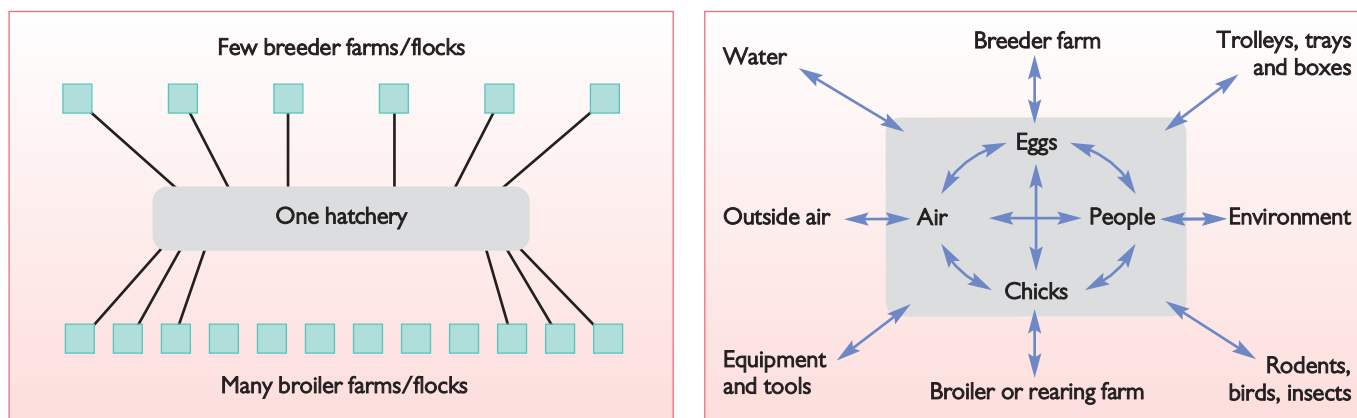 Few breeder farms/flocks
One hatchery
Many broiler farms/flocks
Water
Breeder farm
Trolleys, trays
and boxes
Eggs
Outside air
Air
People
Environment
Chicks
Equipment
and tools
Broiler or rearing farm
Rodents,
birds, insects